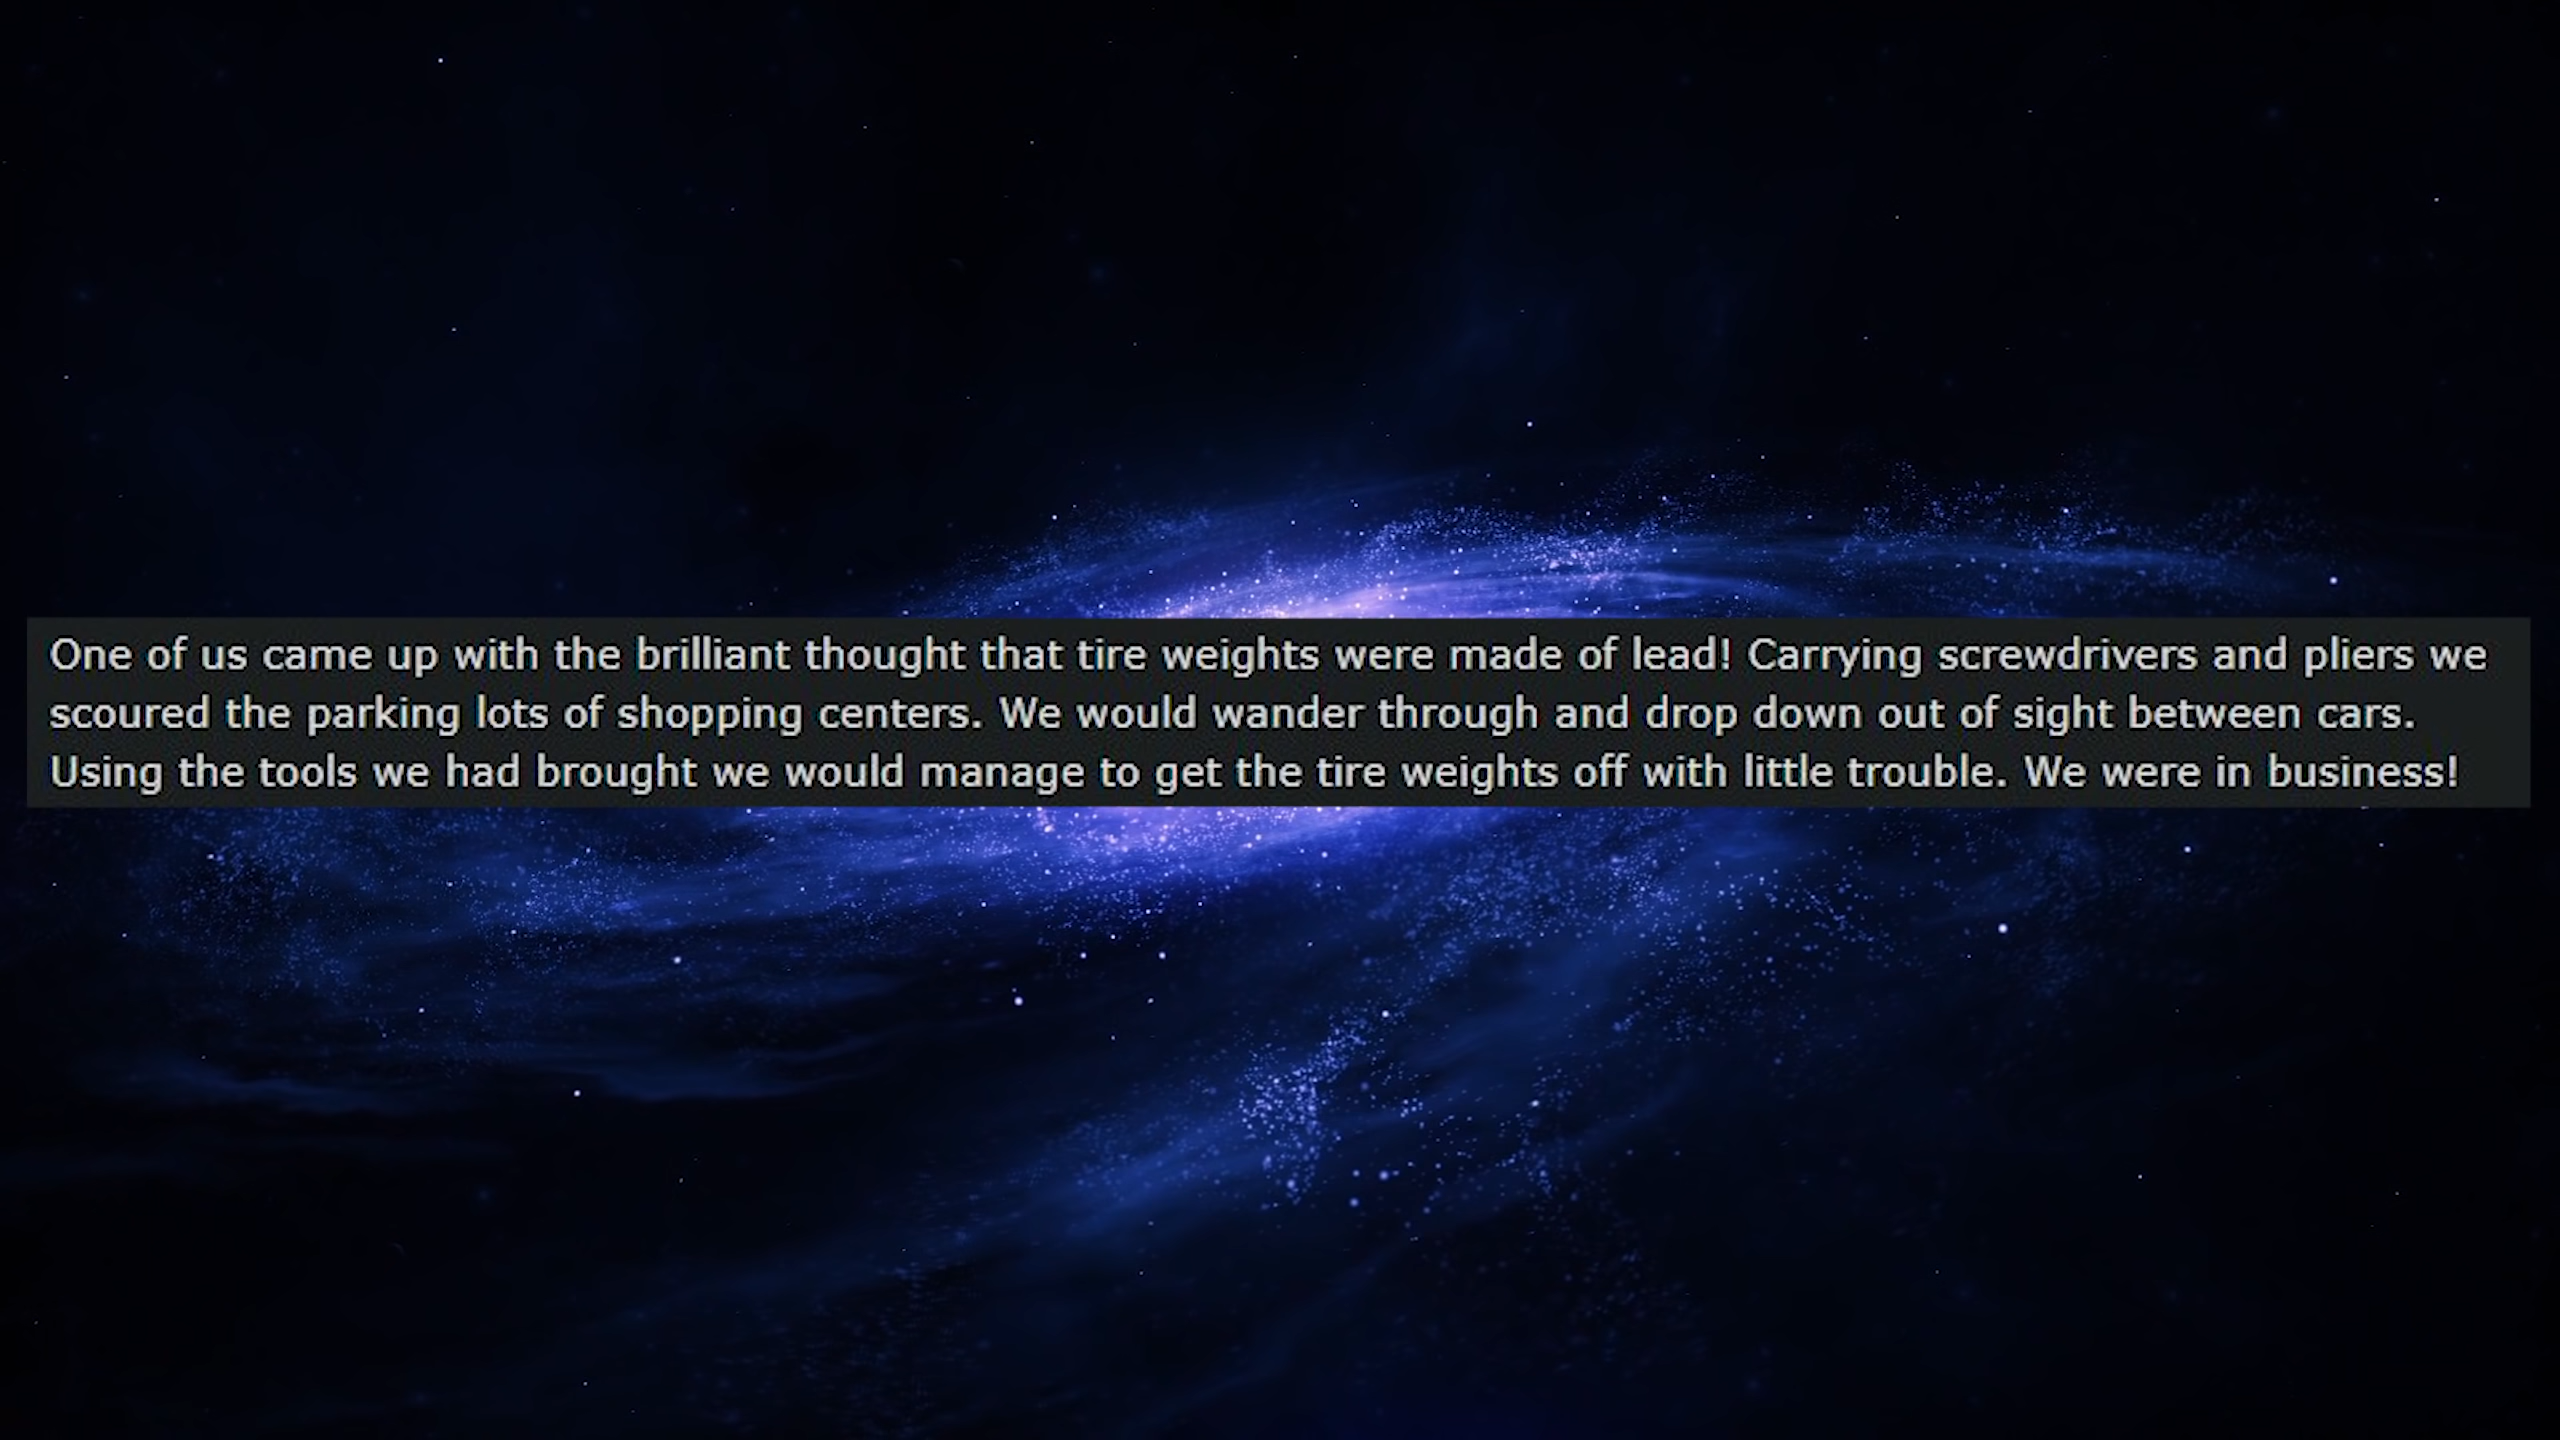 One of us came up with the brilliant thought that tire weights were made of lead! Carrying screwdrivers and pliers we
scoured the parking lots of shopping centers. We would wander through and drop down out of sight between cars.
Using the tools we had brought we would manage to get the tire weights off with little trouble. We were in business!